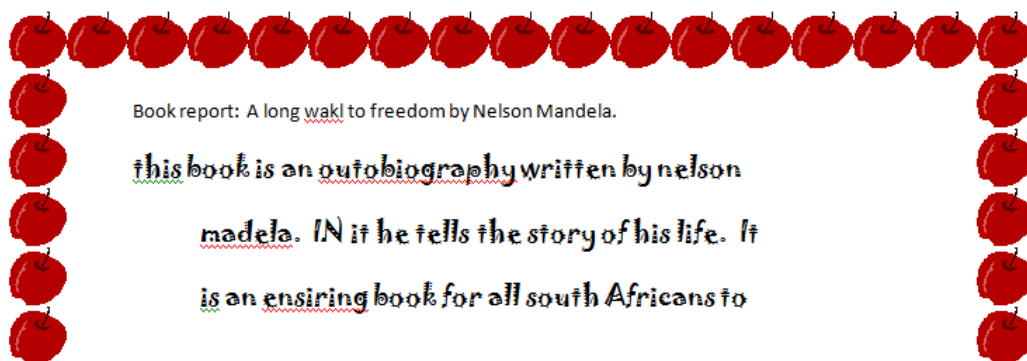 Book report: A long wakl to freedom by Nelson Mandela.
this book is an outobiography written by nelson
madela. IN it he tells the story of his life. It
is an ensiring book for all south Africans to